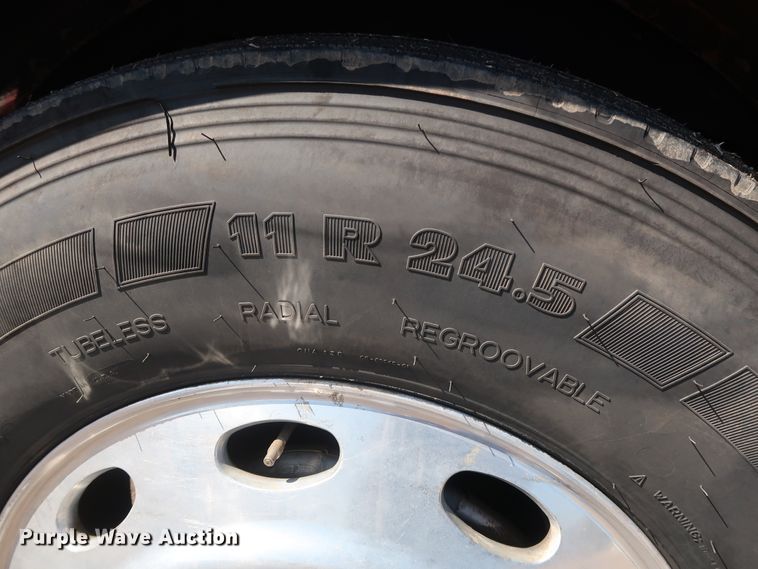 11 R 24.5
TUBELESS RADIAL REGROOVABLE
⚠ WARNING:
Purple Wave Auction